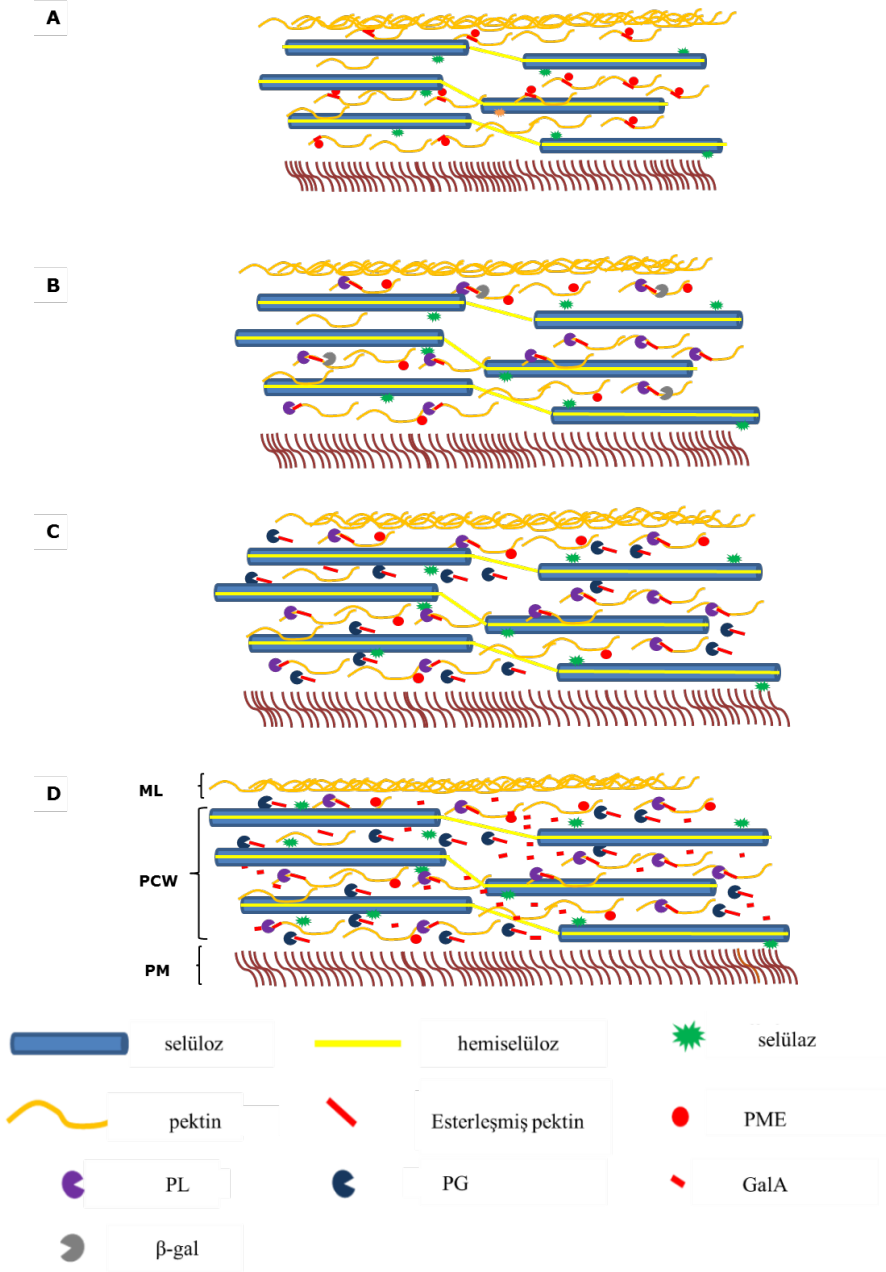 A
B
C
D
ML
PCW
PM
selüloz
hemiselüloz
selülaz
pektin
Esterleşmiş pektin
PME
PL
PG
GalA
β-gal